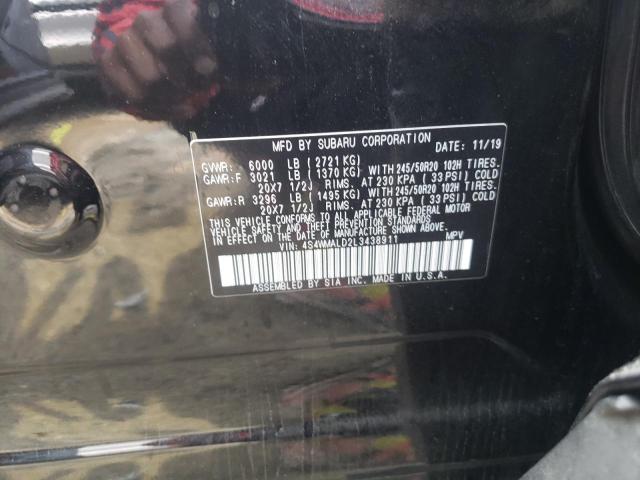 MFD BY SUBARU CORPORATION DATE: 11/19
GVWR: 6000 LB (2721 KG)
GAWR:F 3021 LB (1370 KG) WITH 245/50R20 102H TIRES.
20X7 1/2J RIMS. AT 230 KPA (33 PSI) COLD
GAWR:R 3296 LB (1495 KG) WITH 245/50R20 102H TIRES.
20X7 1/2J RIMS. AT 230 KPA (33 PSI) COLD
THIS VEHICLE CONFORMS TO ALL APPLICABLE FEDERAL MOTOR
VEHICLE SAFETY AND THEFT PREVENTION STANDARDS
IN EFFECT ON THE DATE OF MANUFACTURE SHOWN ABOVE.
VIN: 4S4WMALD2L3438911 MPV
ASSEMBLED BY SIA INC. MADE IN U.S.A.